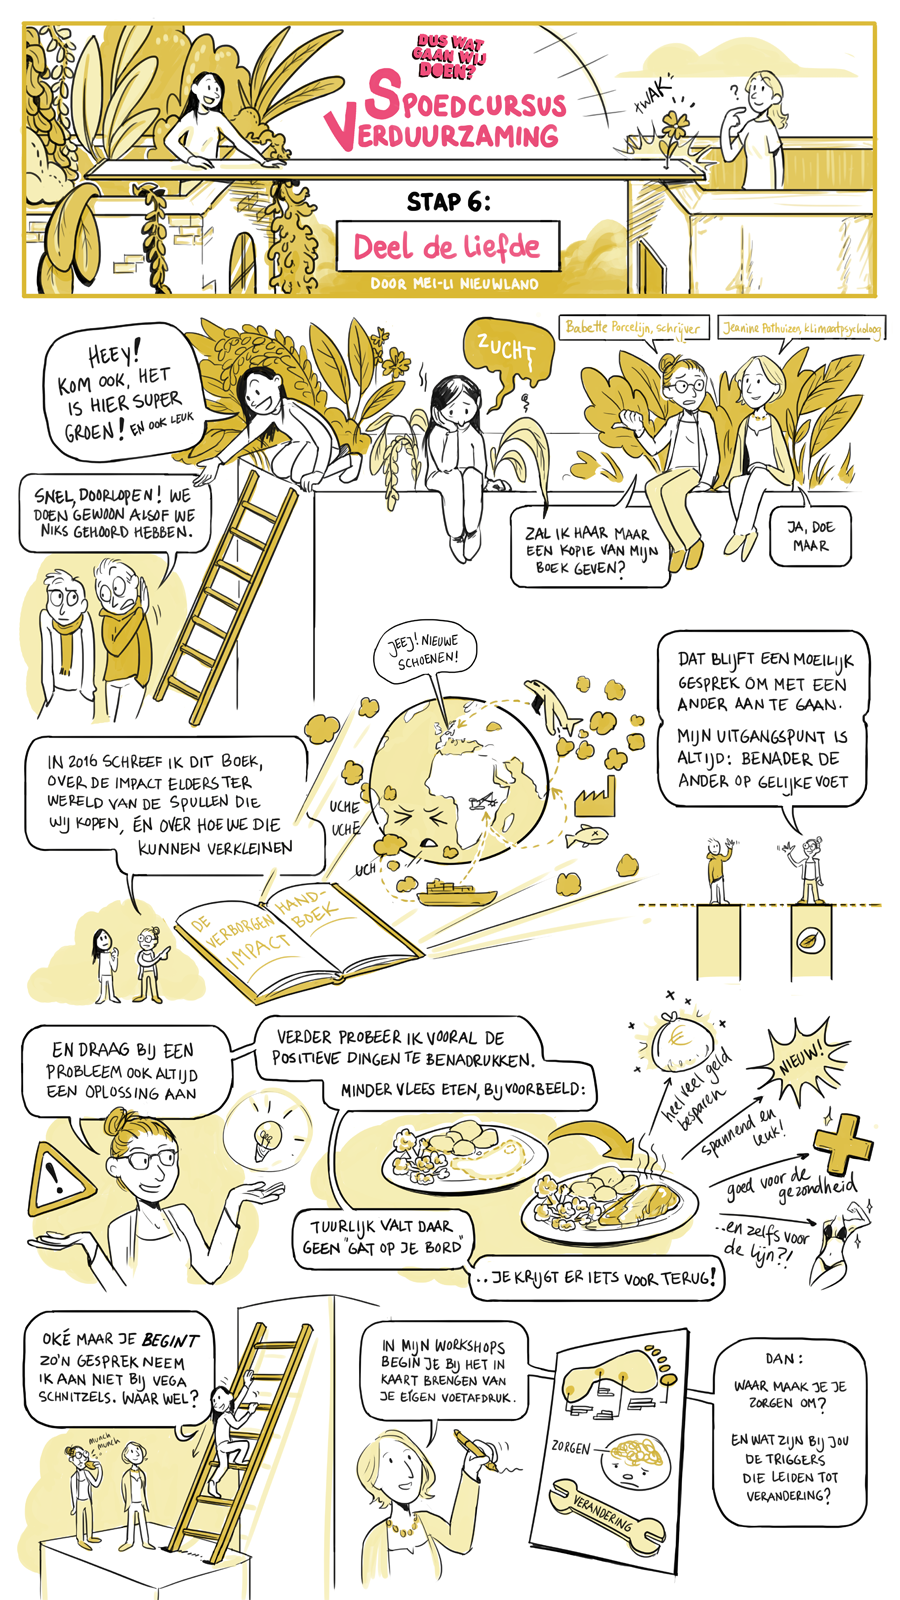 DUS WAT
GAAN WIJ
DOEN?
SPOEDCURSUS
VERDUURZAMING
TWAK!
?
STAP 6:
Deel de liefde
DOOR MEI-LI NIEUWLAND
HEEY!
KOM OOK, HET
IS HIER SUPER
GROEN! EN OOK LEUK
ZUCHT
Babette Porcelijn, schrijver
Jeanine Pothuizen, klimaatpsycholoog
SNEL, DOORLOPEN! WE
DOEN GEWOON ALSOF WE
NIKS GEHOORD HEBBEN.
ZAL IK HAAR MAAR
EEN KOPIE VAN MIJN
BOEK GEVEN?
JA, DOE
MAAR
JEEJ! NIEUWE
SCHOENEN!
DAT BLIJFT EEN MOEILIJK
GESPREK OM MET EEN
ANDER AAN TE GAAN.
MIJN UITGANGSPUNT IS
ALTIJD: BENADER DE
ANDER OP GELIJKE VOET
IN 2016 SCHREEF IK DIT BOEK,
OVER DE IMPACT ELDERS TER
WERELD VAN DE SPULLEN DIE
WIJ KOPEN, ÉN OVER HOE WE DIE
KUNNEN VERKLEINEN
UCHE
UCHE
UCH
DE
VERBORGEN
IMPACT
HAND-
BOEK
EN DRAAG BIJ EEN
PROBLEEM OOK ALTIJD
EEN OPLOSSING AAN
VERDER PROBEER IK VOORAL DE
POSITIEVE DINGEN TE BENADRUKKEN.
MINDER VLEES ETEN, BIJVOORBEELD:
!
€
heel veel geld
besparen
NIEUW!
spannend en
leuk!
goed voor de
gezondheid
..en zelfs voor
de lijn?!
TUURLIJK VALT DAAR
GEEN "GAT OP JE BORD"
..JE KRIJGT ER IETS VOOR TERUG!
OKÉ MAAR JE BEGINT
ZO'N GESPREK NEEM
IK AAN NIET BIJ VEGA
SCHNITZELS. WAAR WEL?
MUNCH
MUNCH
IN MIJN WORKSHOPS
BEGIN JE BIJ HET IN
KAART BRENGEN VAN
JE EIGEN VOETAFDRUK.
ZORGEN
VERANDERING
DAN:
WAAR MAAK JE JE
ZORGEN OM?
EN WAT ZIJN BIJ JOU
DE TRIGGERS
DIE LEIDEN TOT
VERANDERING?